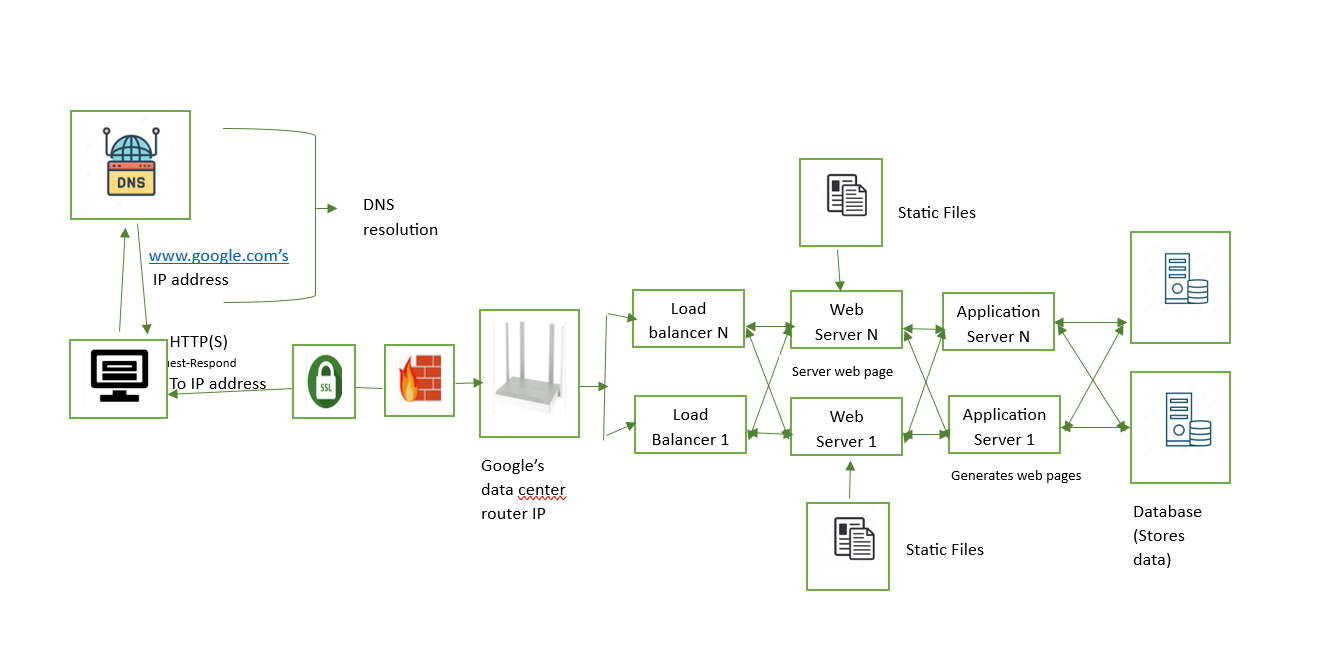 DNS
DNS
resolution
www.google.com’s
IP address
HTTP(S)
est-Respond
To IP address
SSL
Google’s
data center
router IP
Load
balancer N
Load
Balancer 1
Static Files
Web
Server N
Server web page
Web
Server 1
Static Files
Application
Server N
Application
Server 1
Generates web pages
Database
(Stores
data)